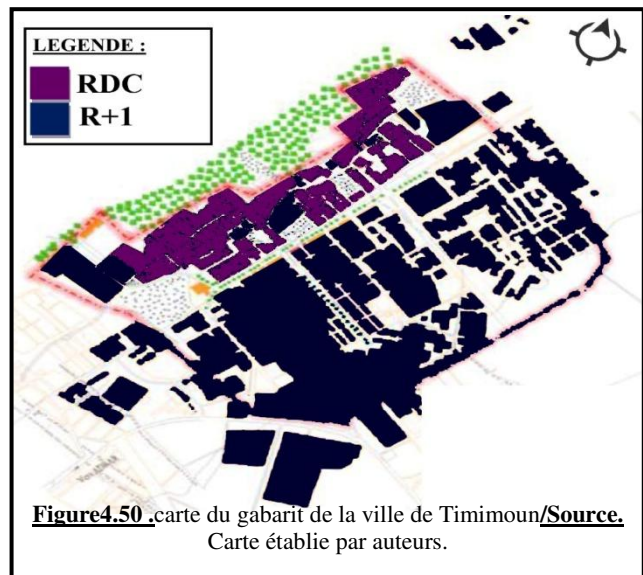 LEGENDE :
RDC
R+1
Figure4.50 .carte du gabarit de la ville de Timimoun/Source.
Carte établie par auteurs.